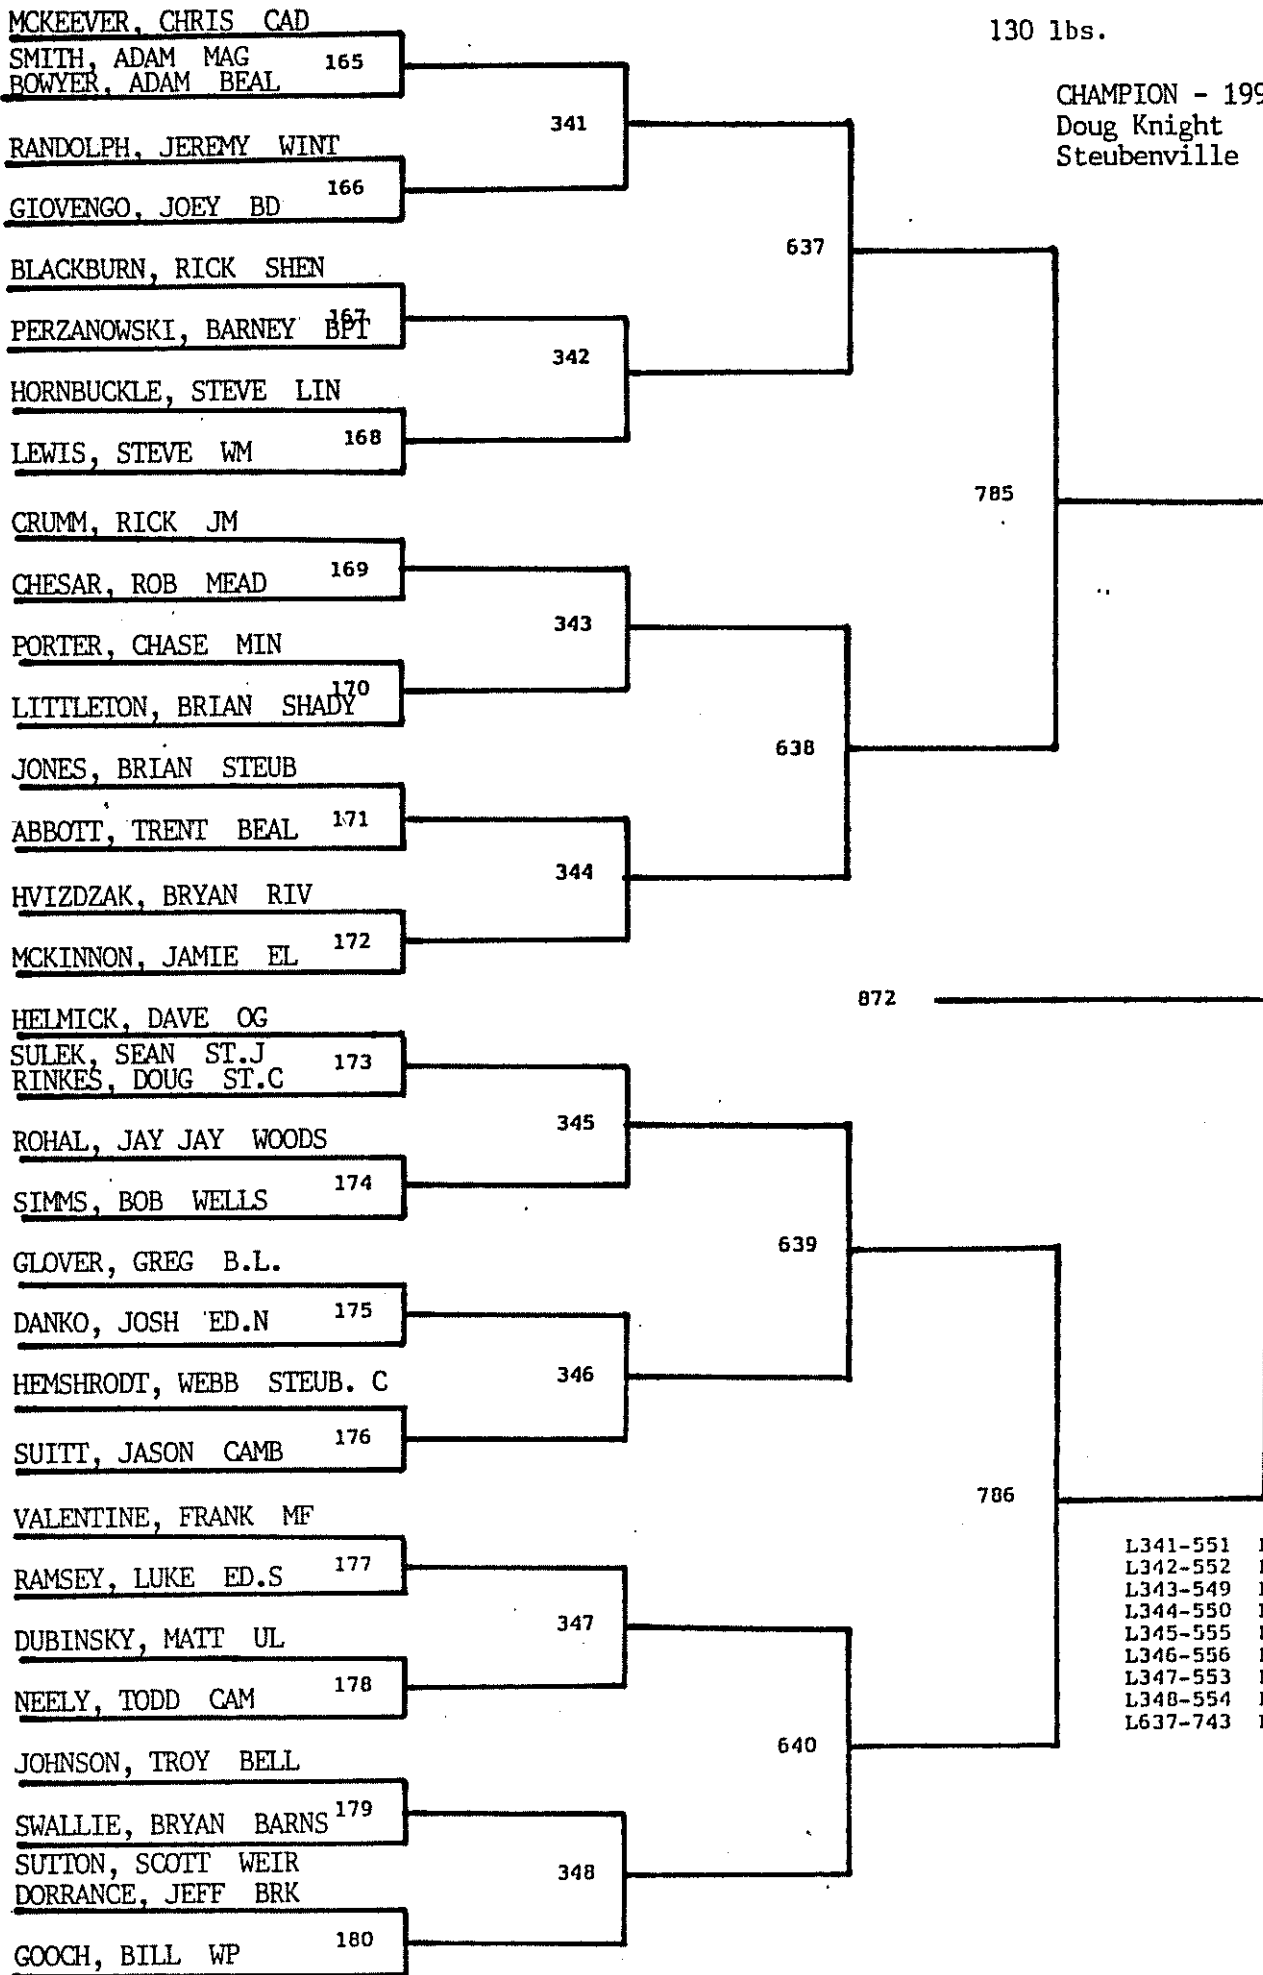 MCKEEVER, CHRIS CAD
SMITH, ADAM MAG
BOWYER, ADAM BEAL
165
RANDOLPH, JEREMY WINT
GIOVENGO, JOEY BD
166
BLACKBURN, RICK SHEN
PERZANOWSKI, BARNEY BPT
167
HORNBUCKLE, STEVE LIN
LEWIS, STEVE WM
168
CRUMM, RICK JM
CHESAR, ROB MEAD
169
PORTER, CHASE MIN
LITTLETON, BRIAN SHADY
170
JONES, BRIAN STEUB
ABBOTT, TRENT BEAL
171
HVIZDZAK, BRYAN RIV
MCKINNON, JAMIE EL
172
HELMICK, DAVE OG
SULEK, SEAN ST.J
RINKES, DOUG ST.C
173
ROHAL, JAY JAY WOODS
SIMMS, BOB WELLS
174
GLOVER, GREG B.L.
DANKO, JOSH ED.N
175
HEMSHRODT, WEBB STEUB. C
SUITT, JASON CAMB
176
VALENTINE, FRANK MF
RAMSEY, LUKE ED.S
177
DUBINSKY, MATT UL
NEELY, TODD CAM
178
JOHNSON, TROY BELL
SWALLIE, BRYAN BARNS
179
SUTTON, SCOTT WEIR
DORRANCE, JEFF BRK
GOOCH, BILL WP
180
341
342
343
344
345
346
347
348
637
638
639
640
785
786
872
130 lbs.
CHAMPION - 199
Doug Knight
Steubenville
L341-551
L342-552
L343-549
L344-550
L345-555
L346-556
L347-553
L348-554
L637-743